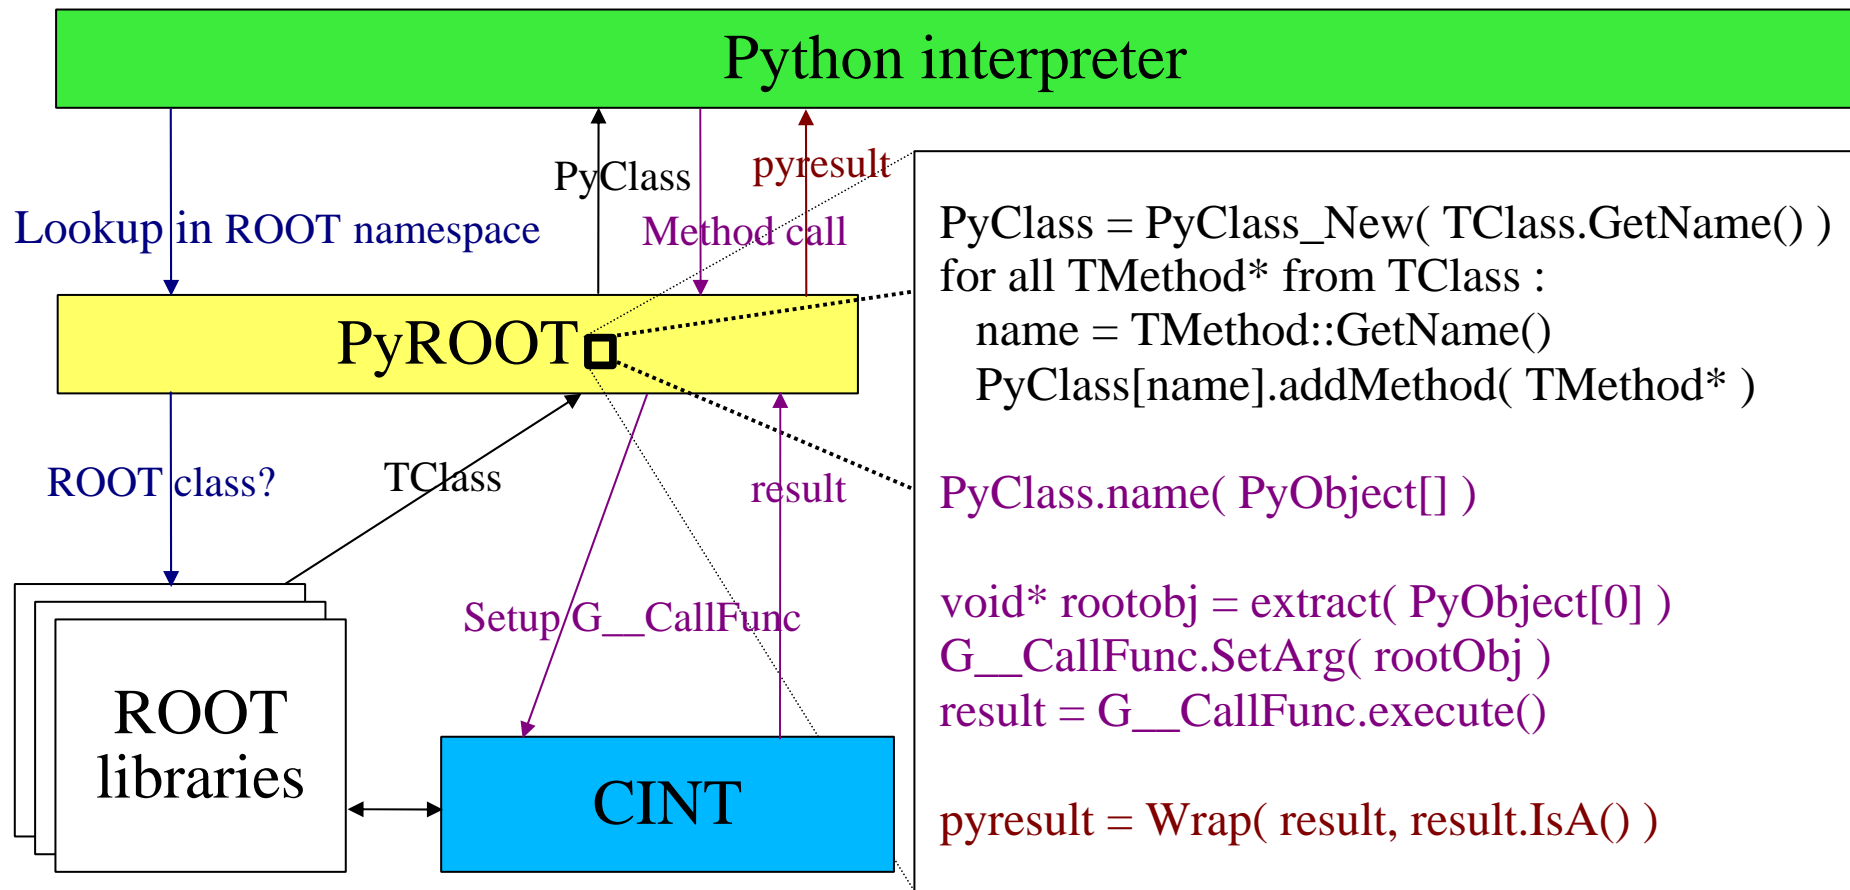 Python interpreter
PyClass
pyresult
Lookup in ROOT namespace
Method call
PyROOT
ROOT class?
TClass
result
Setup G__CallFunc
ROOT
libraries
CINT
PyClass = PyClass_New( TClass.GetName() )
for all TMethod* from TClass :
name = TMethod::GetName()
PyClass[name].addMethod( TMethod* )
PyClass.name( PyObject[] )
void* rootobj = extract( PyObject[0] )
G__CallFunc.SetArg( rootObj )
result = G__CallFunc.execute()
pyresult = Wrap( result, result.IsA() )